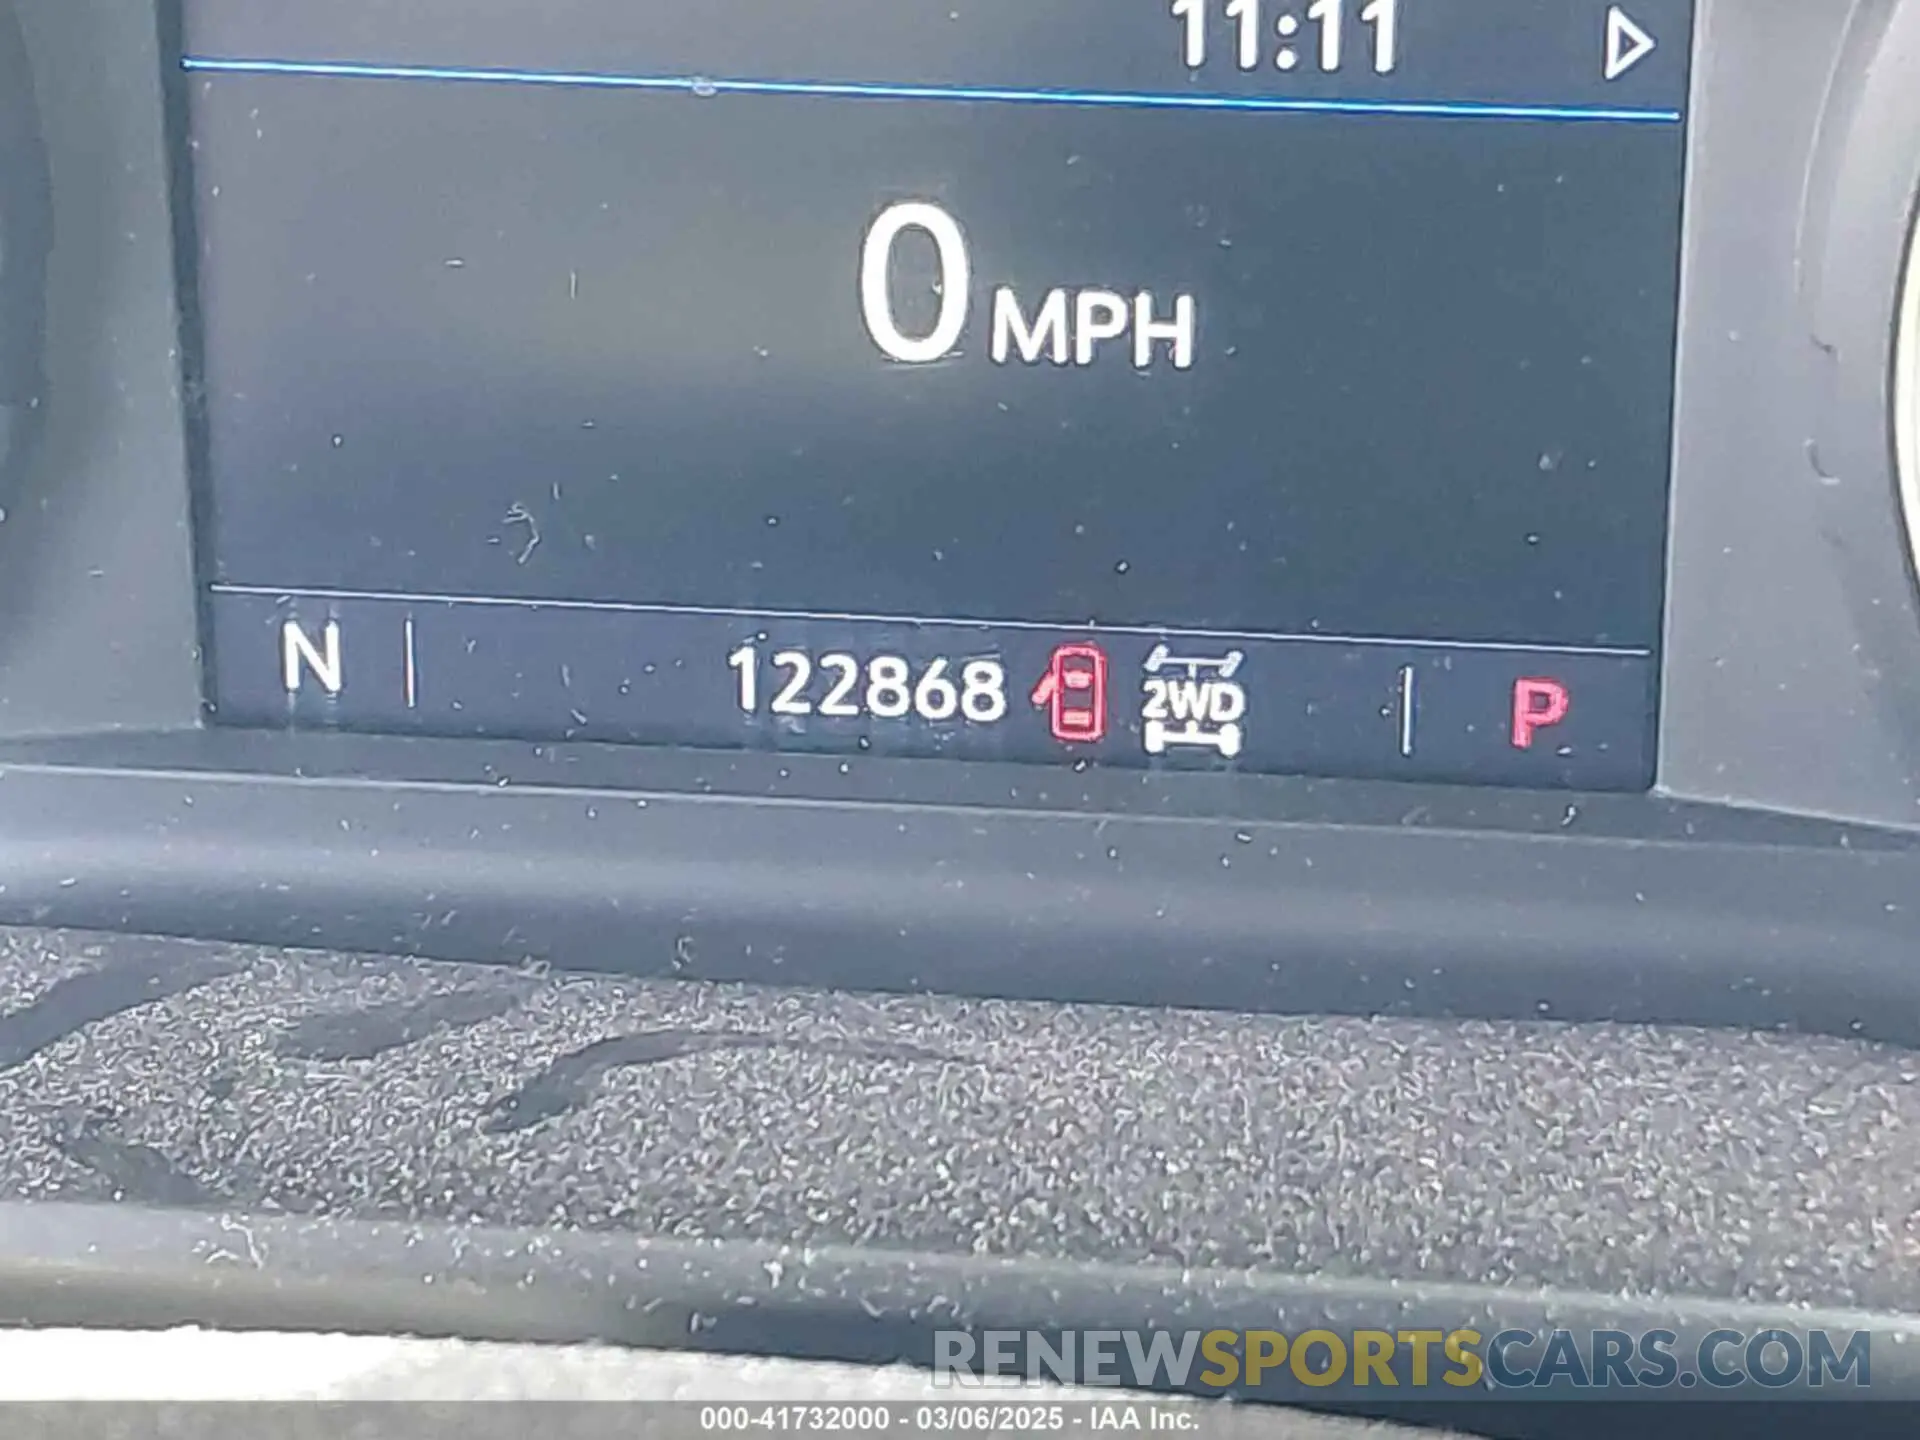 11:11
0 MPH
N 122868 2WD P
RENEWSPORTSCARS.COM
000-41732000 - 03/06/2025 - IAA Inc.